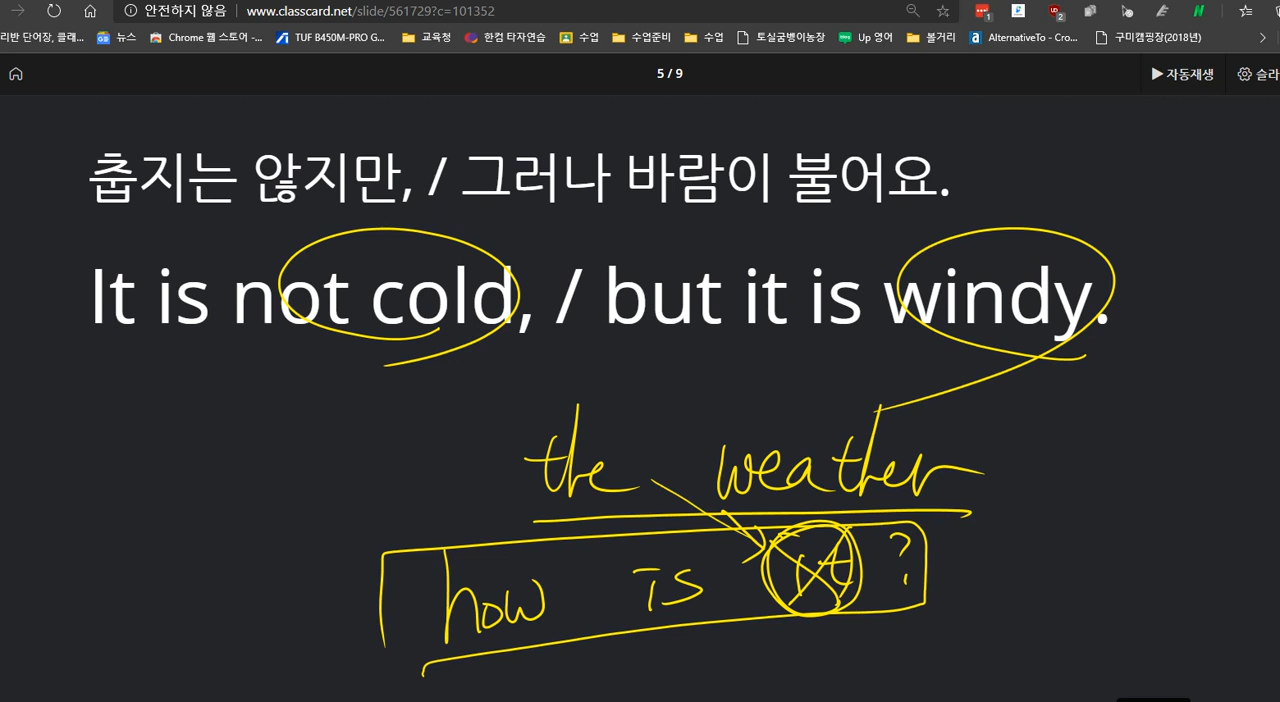 안전하지 않음 www.classcard.net/slide/561729?c=101352
1 2
리반 단어장, 클래... 뉴스 Chrome 웹 스토어 -... TUF B450M-PRO G... 교육청 한컴 타자연습 수업 수업준비 수업 토실굼뱅이농장 Up 영어 볼거리 AlternativeTo - Cro... 구미캠핑장(2018년)
5 / 9 자동재생 슬라
춥지는 않지만, / 그러나 바람이 불어요.
It is not cold, / but it is windy.
the weather
how is it ?